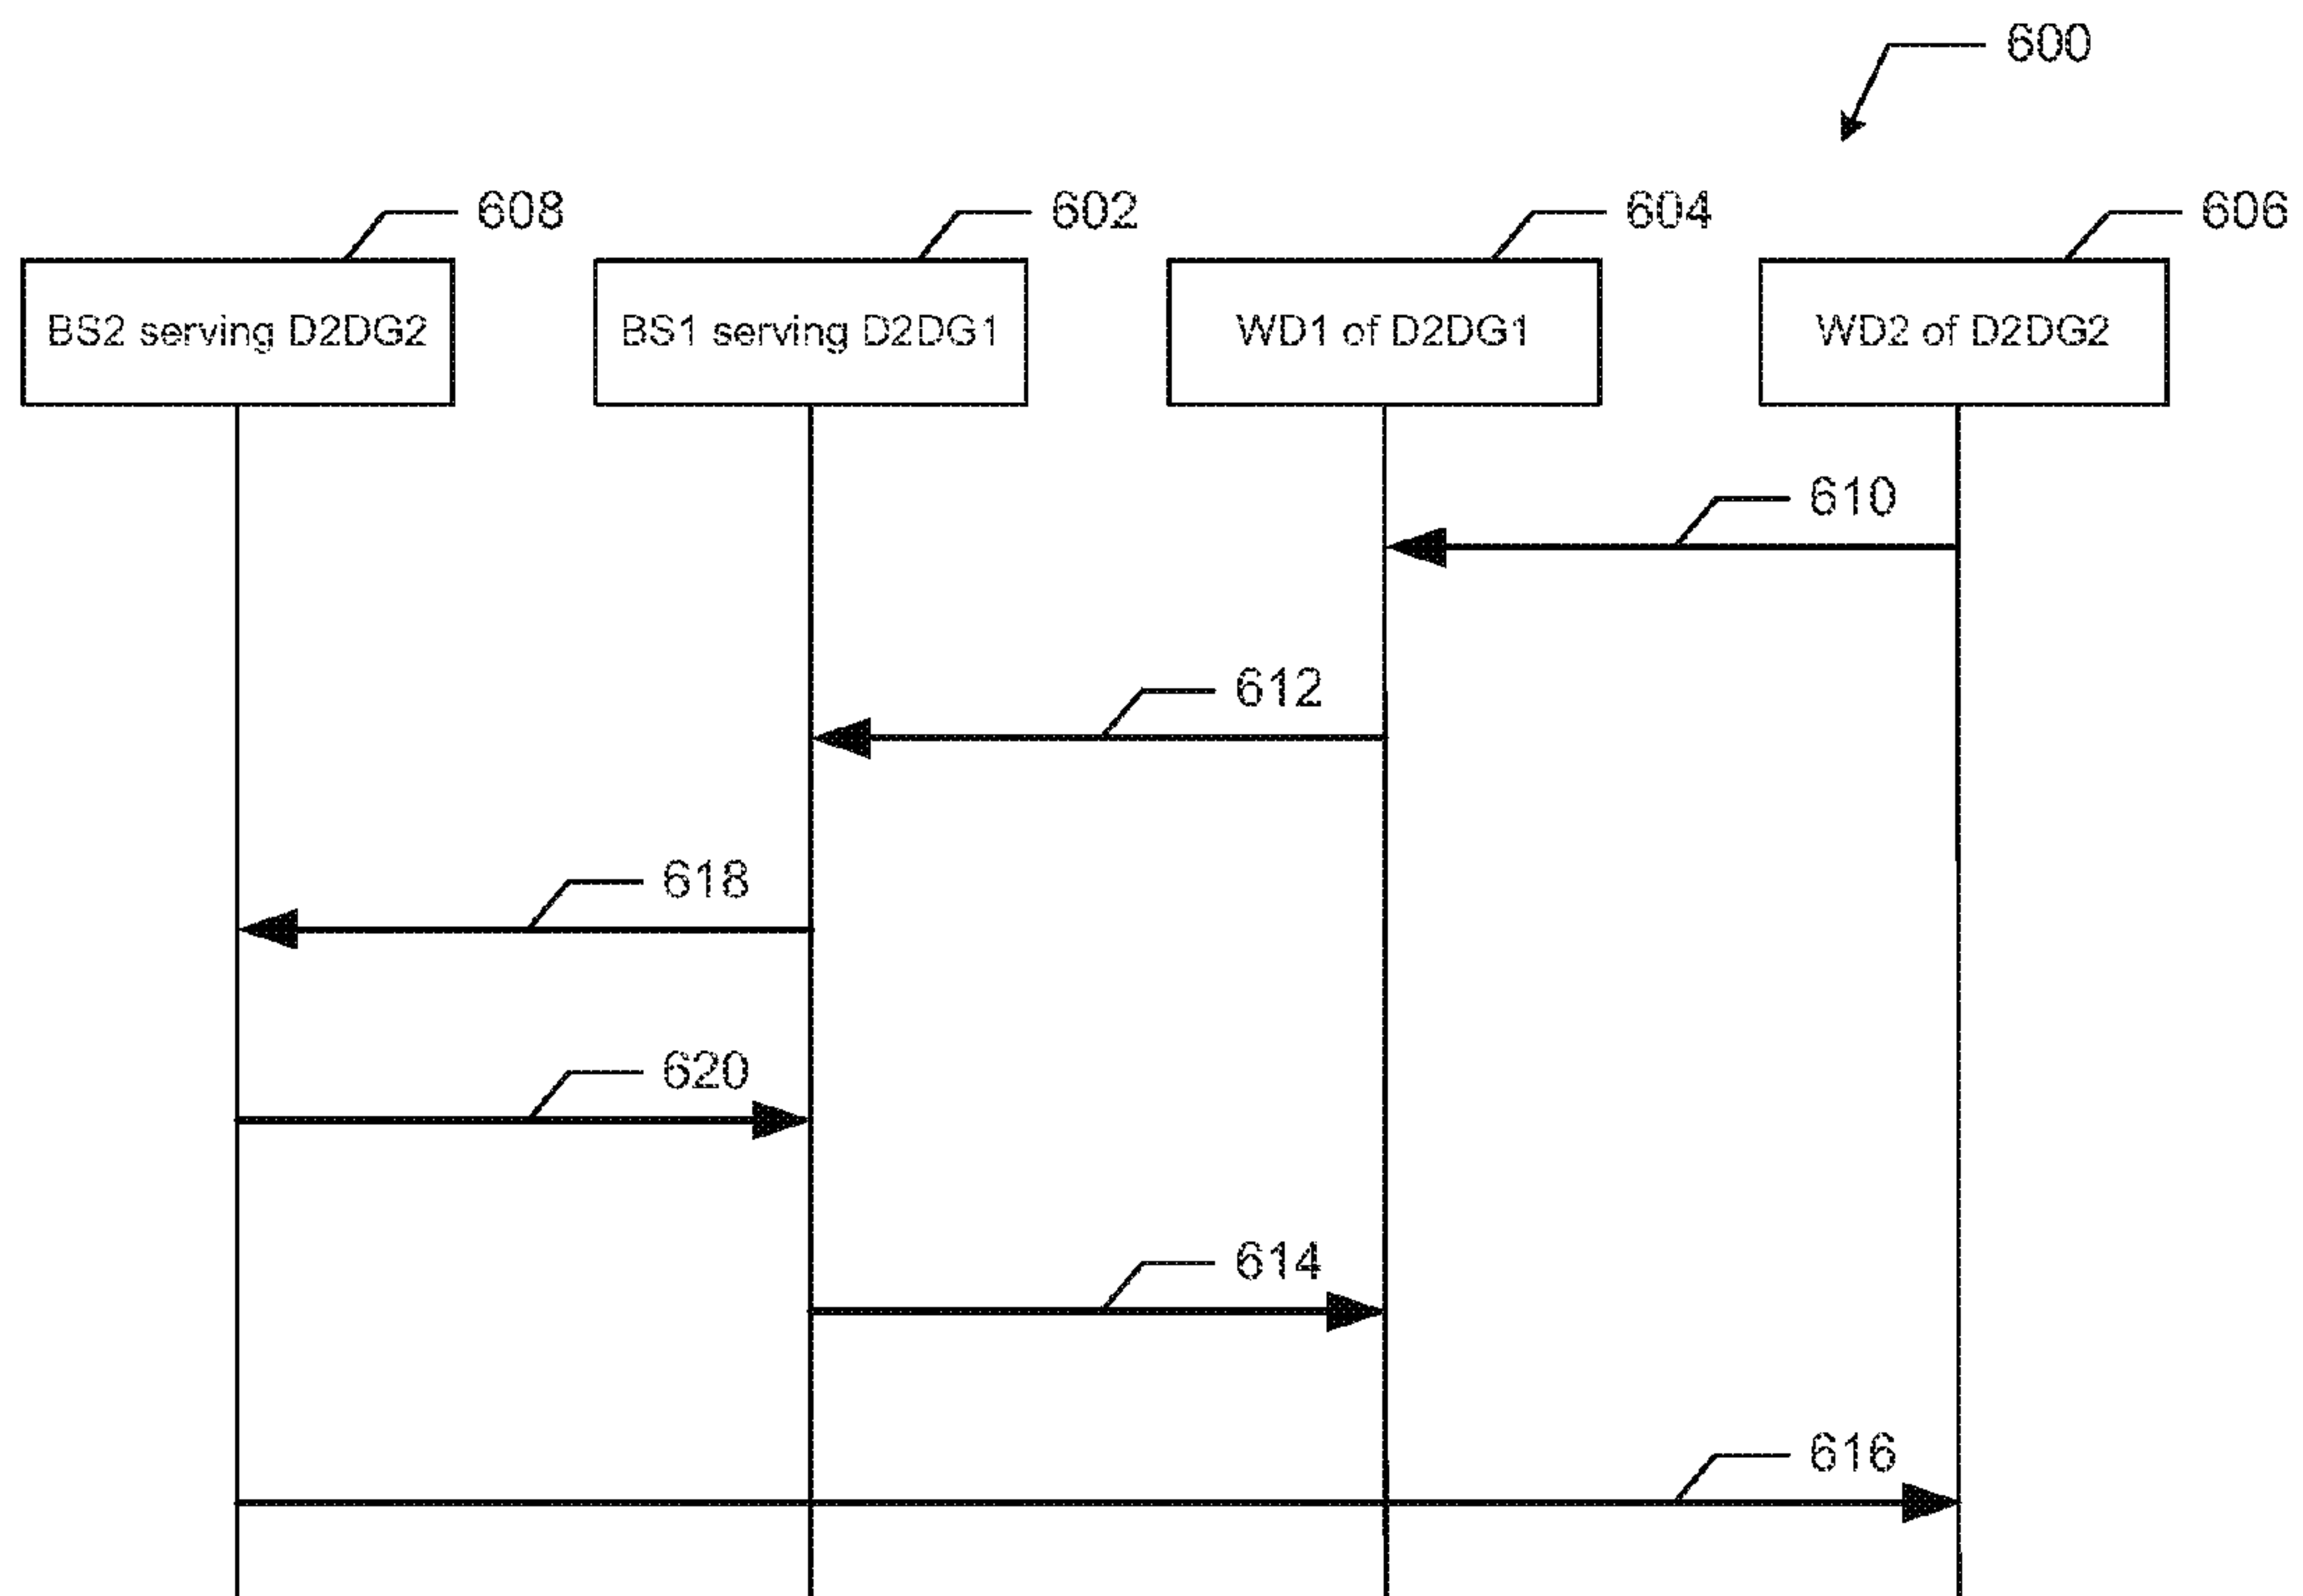 600
608
602
604
606
BS2 serving D2DG2
BS1 serving D2DG1
WD1 of D2DG1
WD2 of D2DG2
610
612
618
620
614
616